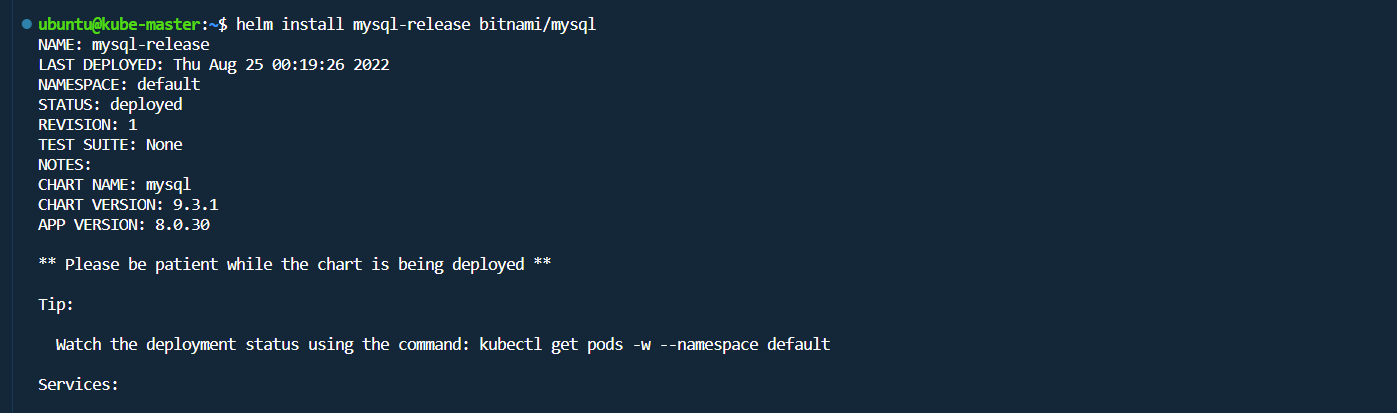 ubuntu@kube-master:~$ helm install mysql-release bitnami/mysql
NAME: mysql-release
LAST DEPLOYED: Thu Aug 25 00:19:26 2022
NAMESPACE: default
STATUS: deployed
REVISION: 1
TEST SUITE: None
NOTES:
CHART NAME: mysql
CHART VERSION: 9.3.1
APP VERSION: 8.0.30
** Please be patient while the chart is being deployed **
Tip:
Watch the deployment status using the command: kubectl get pods -w --namespace default
Services: